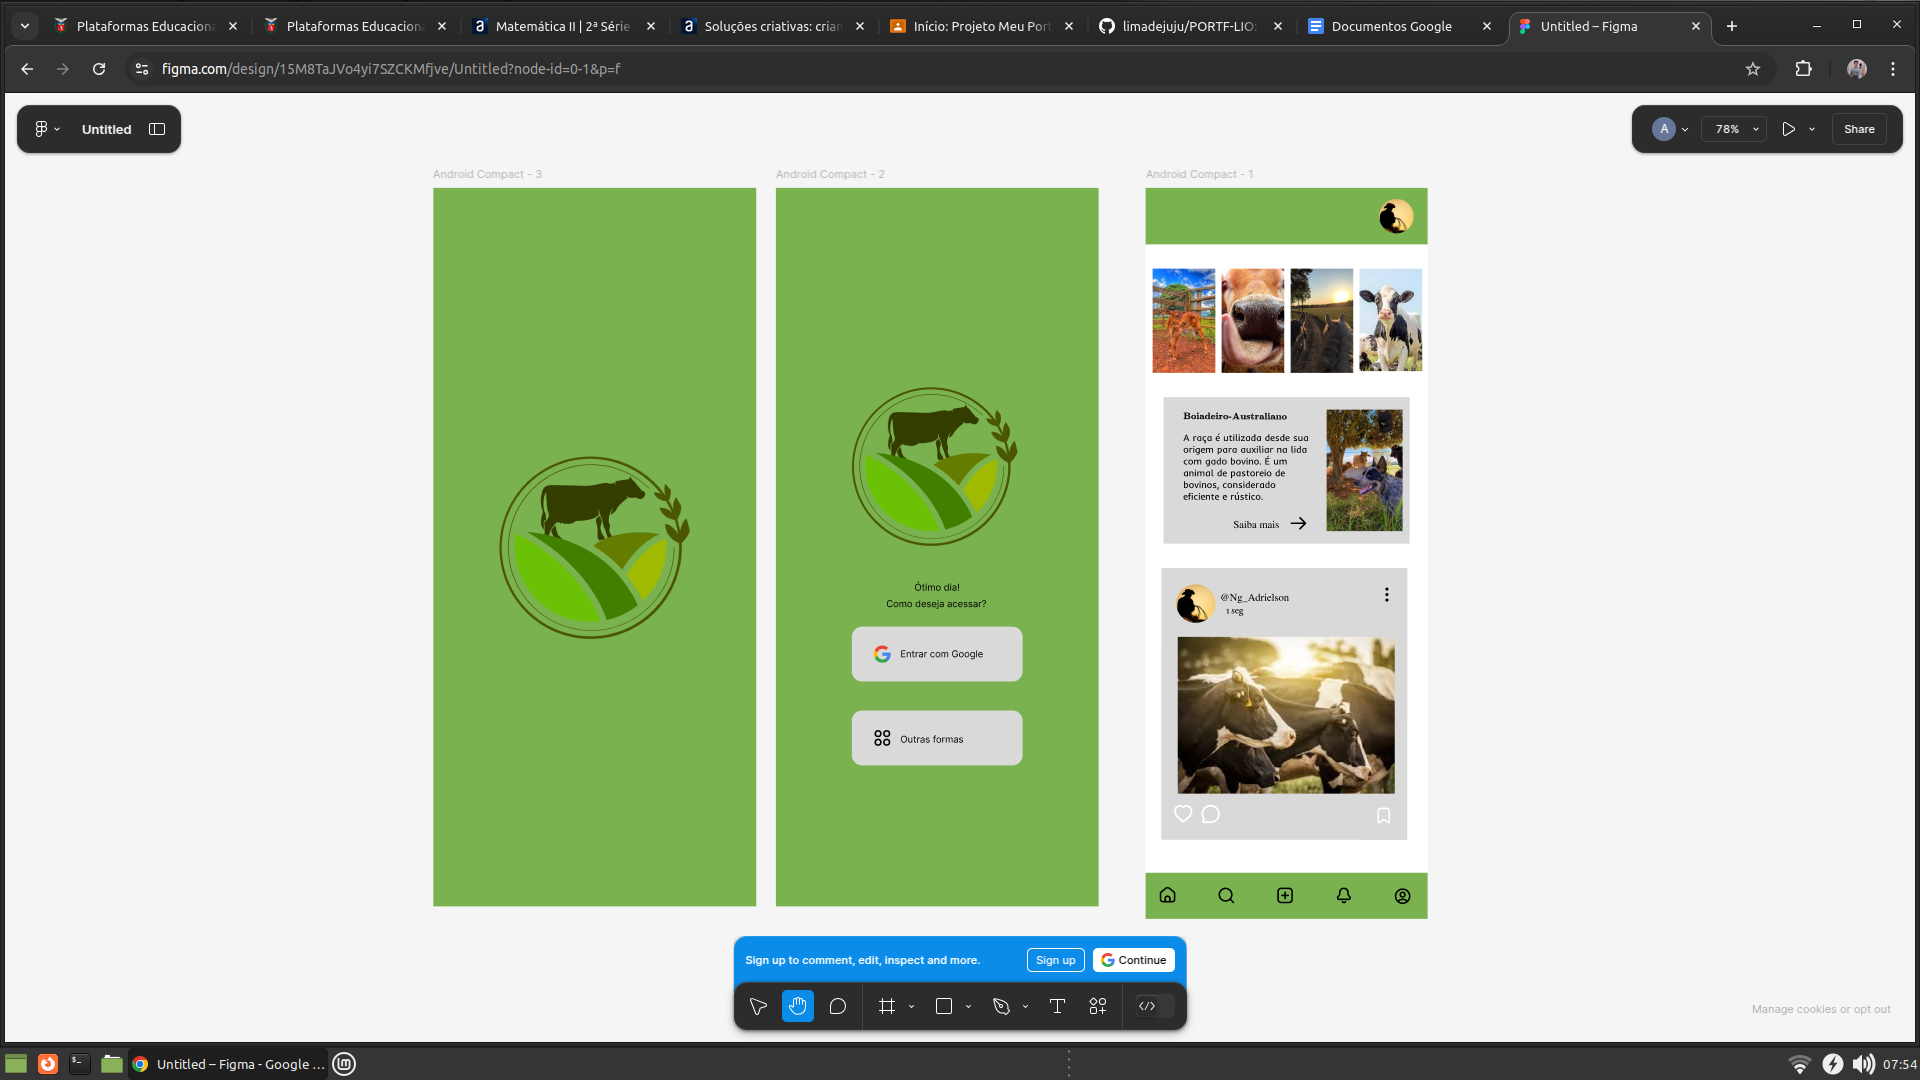 Plataformas Educaciona
Plataformas Educaciona
Matemática II | 2ª Série
Soluções criativas: crian
Início: Projeto Meu Port
limadejuju/PORTF-LIO:
Documentos Google
Untitled – Figma
figma.com/design/15M8TaJVo4yi7SZCKMfjve/Untitled?node-id=0-1&p=f
Untitled
A
78%
Share
Android Compact - 3
Android Compact - 2
Android Compact - 1
Ótimo dia!
Como deseja acessar?
Entrar com Google
Outras formas
Boiadeiro-Australiano
A raça é utilizada desde sua
origem para auxiliar na lida
com gado bovino. É um
animal de pastoreio de
bovinos, considerado
eficiente e rústico.
Saiba mais
@Ng_Adrielson
1 seg
Sign up to comment, edit, inspect and more.
Sign up
Continue
Manage cookies or opt out
Untitled – Figma - Google ...
07:54